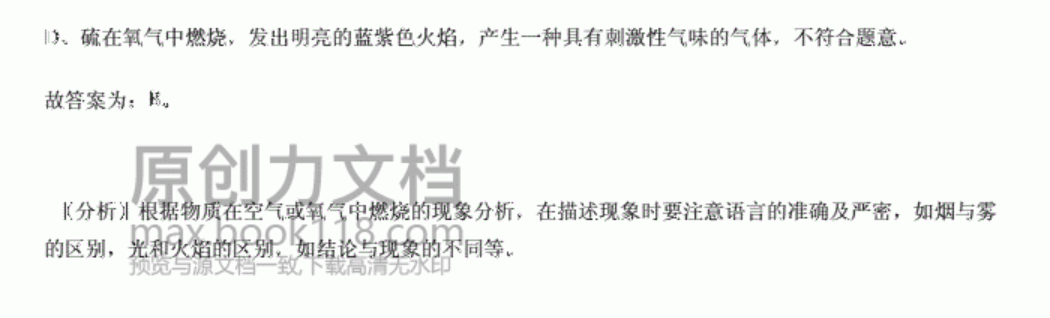 D、硫在氧气中燃烧，发出明亮的蓝紫色火焰，产生一种具有刺激性气味的气体，不符合题意。
故答案为：B。
原创力文档
【分析】根据物质在空气或氧气中燃烧的现象分析，在描述现象时要注意语言的准确及严密，如烟与雾
max.book118.com
的区别，光和火焰的区别，如结论与现象的不同等。
预览与源文档一致,下载高清无水印